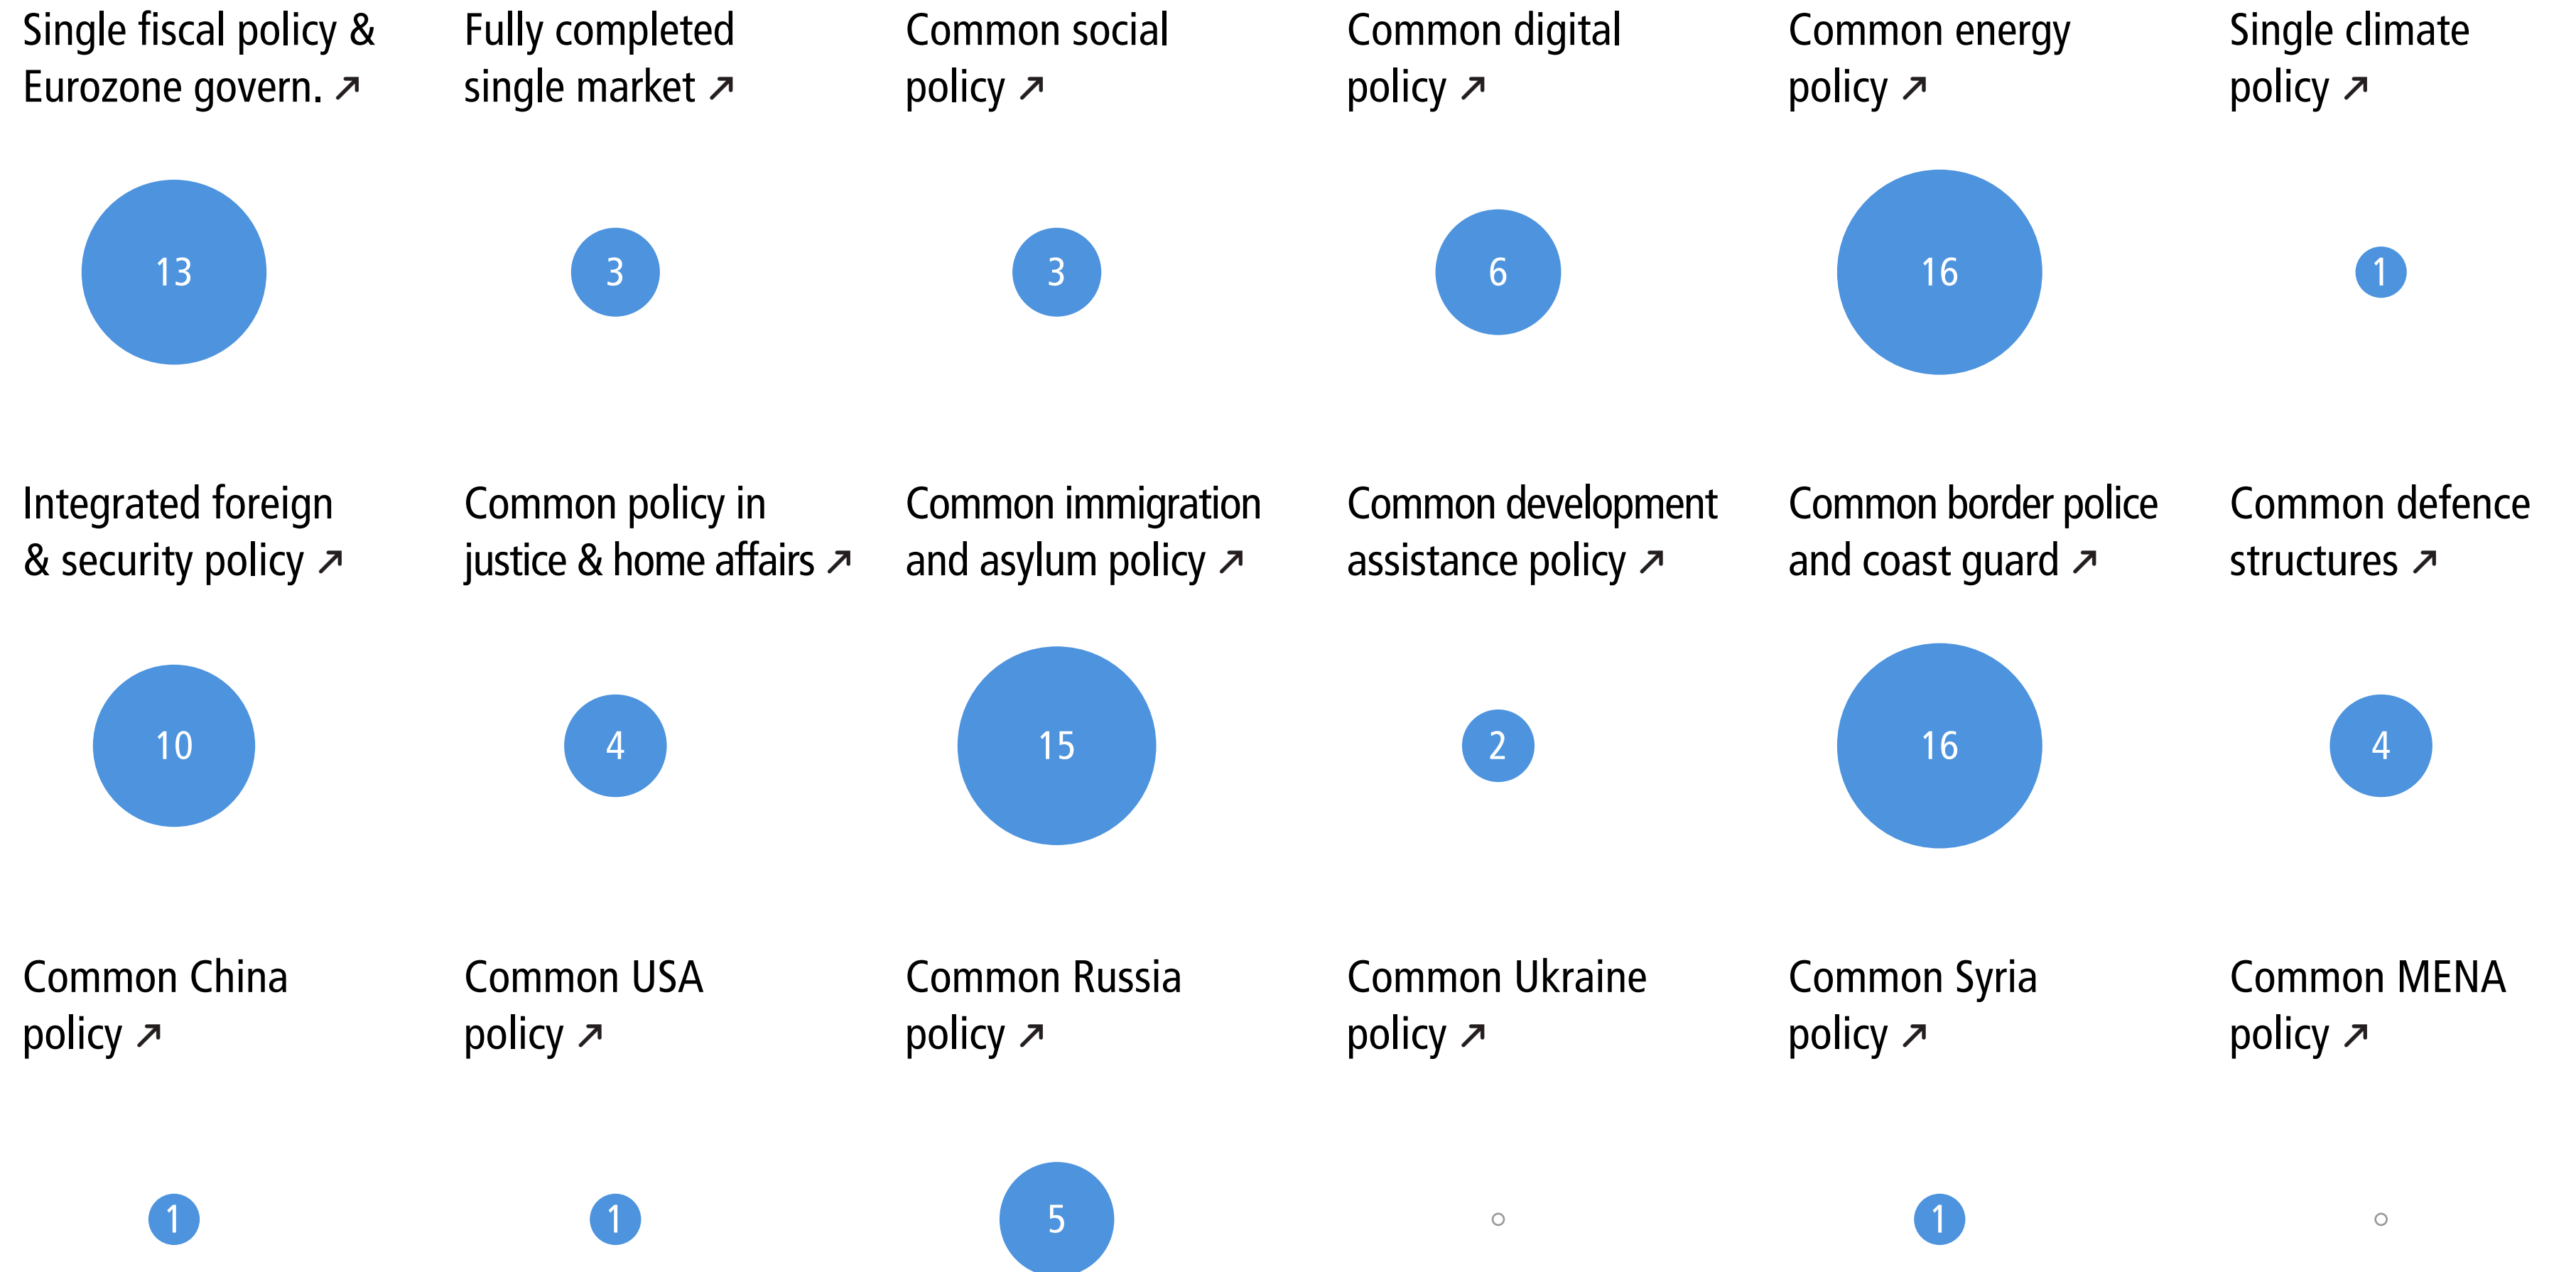 Single fiscal policy &
Eurozone govern. ↗
Fully completed
single market ↗
Common social
policy ↗
Common digital
policy ↗
Common energy
policy ↗
Single climate
policy ↗
13
3
3
6
16
1
Integrated foreign
& security policy ↗
Common policy in
justice & home affairs ↗
Common immigration
and asylum policy ↗
Common development
assistance policy ↗
Common border police
and coast guard ↗
Common defence
structures ↗
10
4
15
2
16
4
Common China
policy ↗
Common USA
policy ↗
Common Russia
policy ↗
Common Ukraine
policy ↗
Common Syria
policy ↗
Common MENA
policy ↗
1
1
5
1